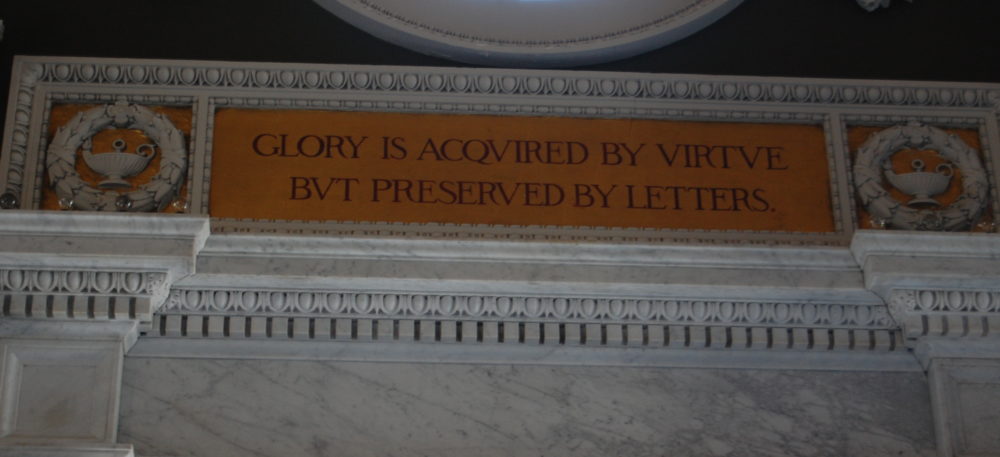 GLORY IS ACQVIRED BY VIRTVE
BVT PRESERVED BY LETTERS.